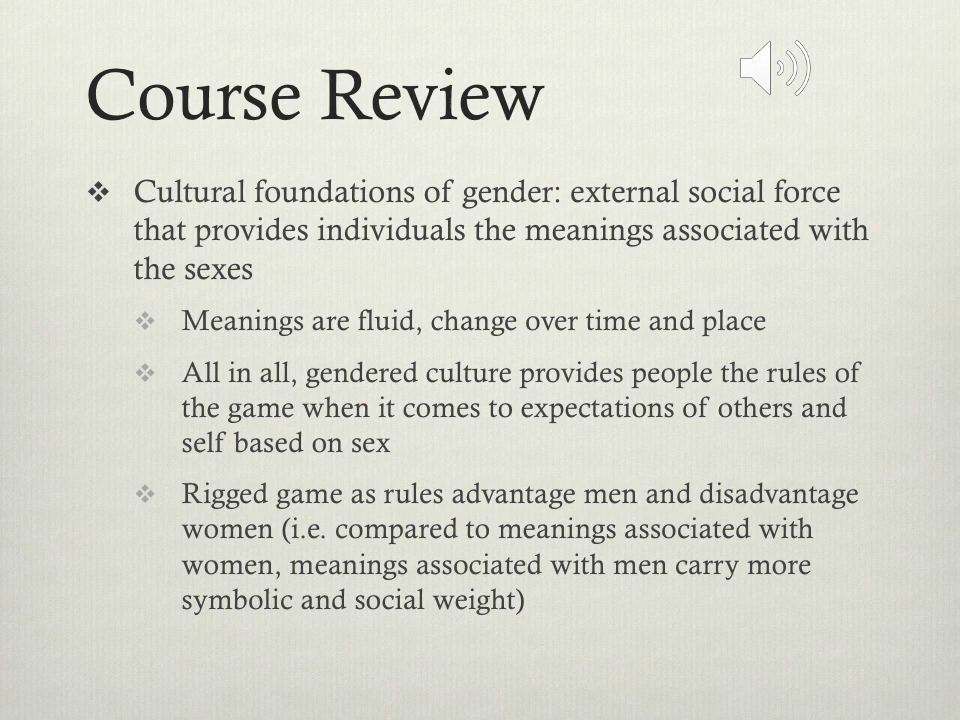 Course Review
❖ Cultural foundations of gender: external social force
that provides individuals the meanings associated with
the sexes
❖ Meanings are fluid, change over time and place
❖ All in all, gendered culture provides people the rules of
the game when it comes to expectations of others and
self based on sex
❖ Rigged game as rules advantage men and disadvantage
women (i.e. compared to meanings associated with
women, meanings associated with men carry more
symbolic and social weight)